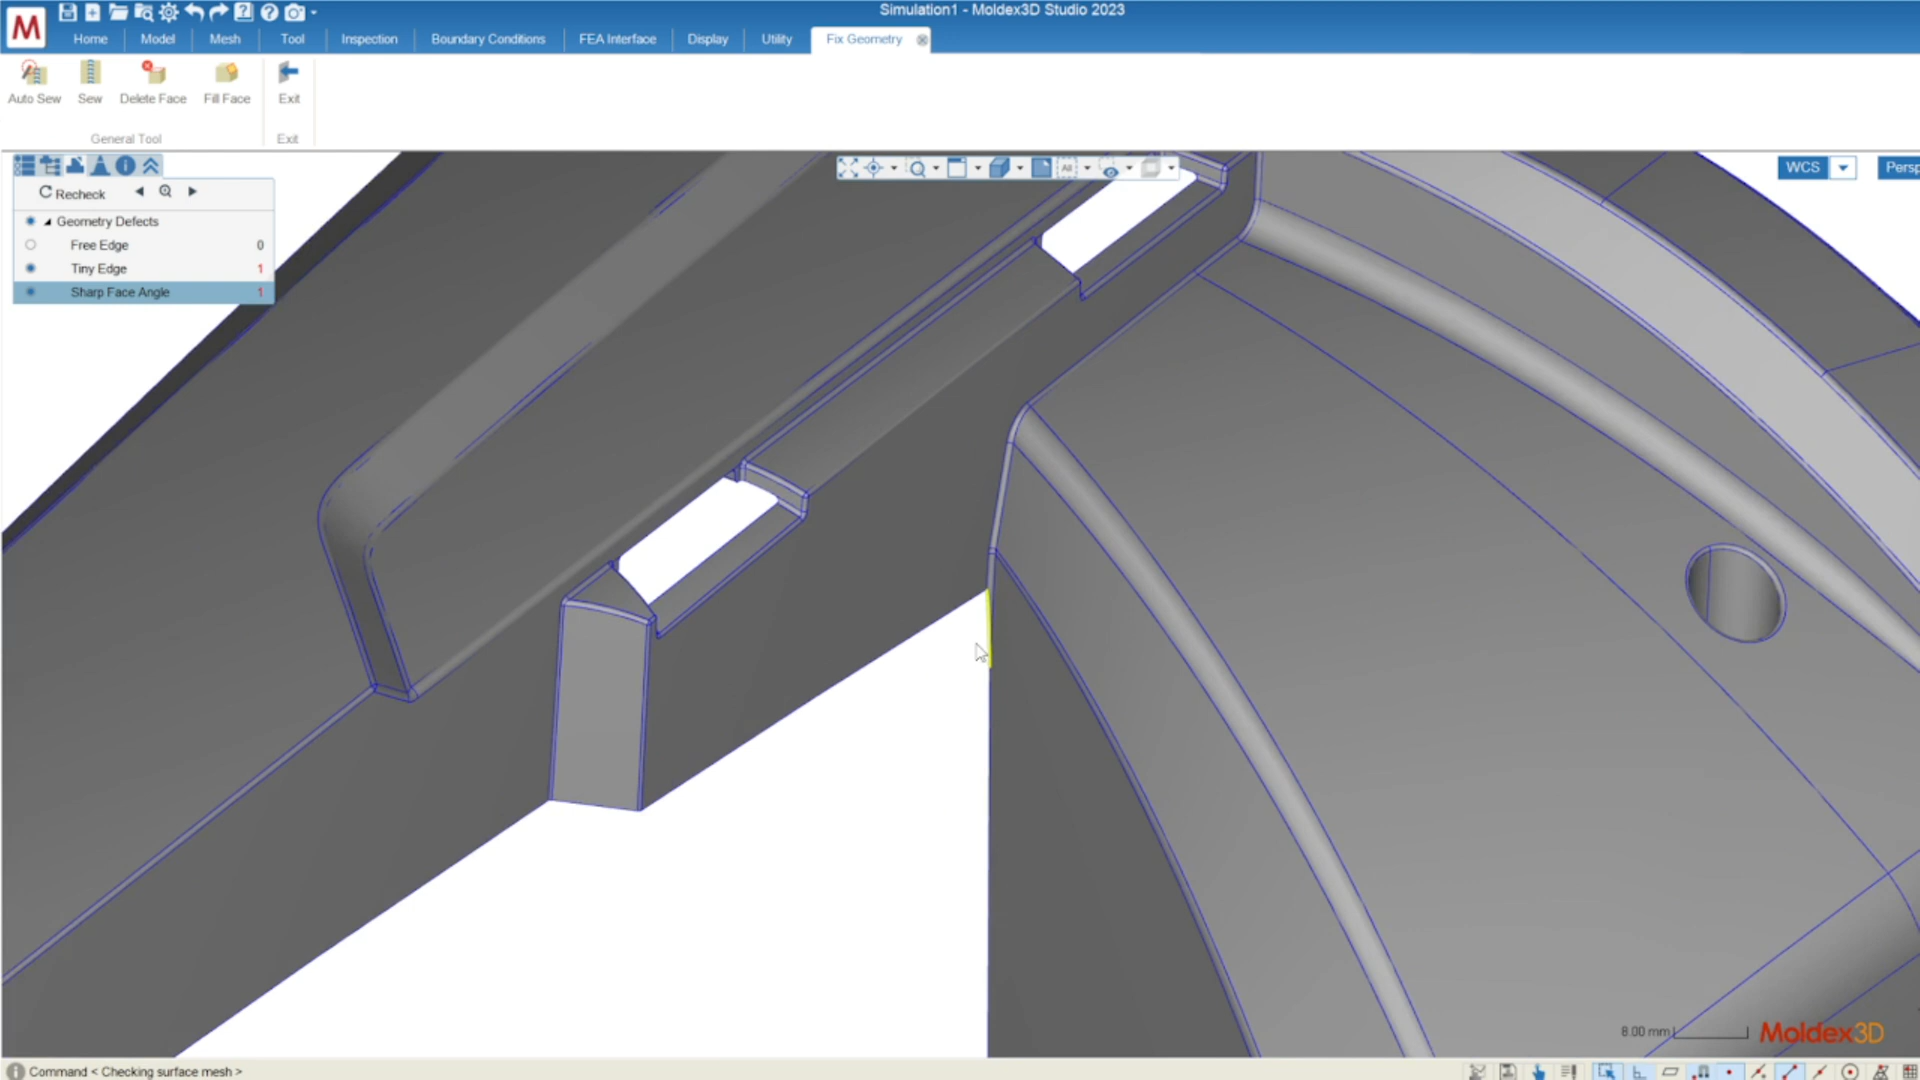 Simulation1 - Moldex3D Studio 2023
M
Home
Model
Mesh
Tool
Inspection
Boundary Conditions
FEA Interface
Display
Utility
Fix Geometry
Auto Sew
Sew
Delete Face
Fill Face
Exit
General Tool
Exit
WCS
Persp
Recheck
Geometry Defects
Free Edge 0
Tiny Edge 1
Sharp Face Angle 1
8.00 mm
Moldex3D
Command < Checking surface mesh >